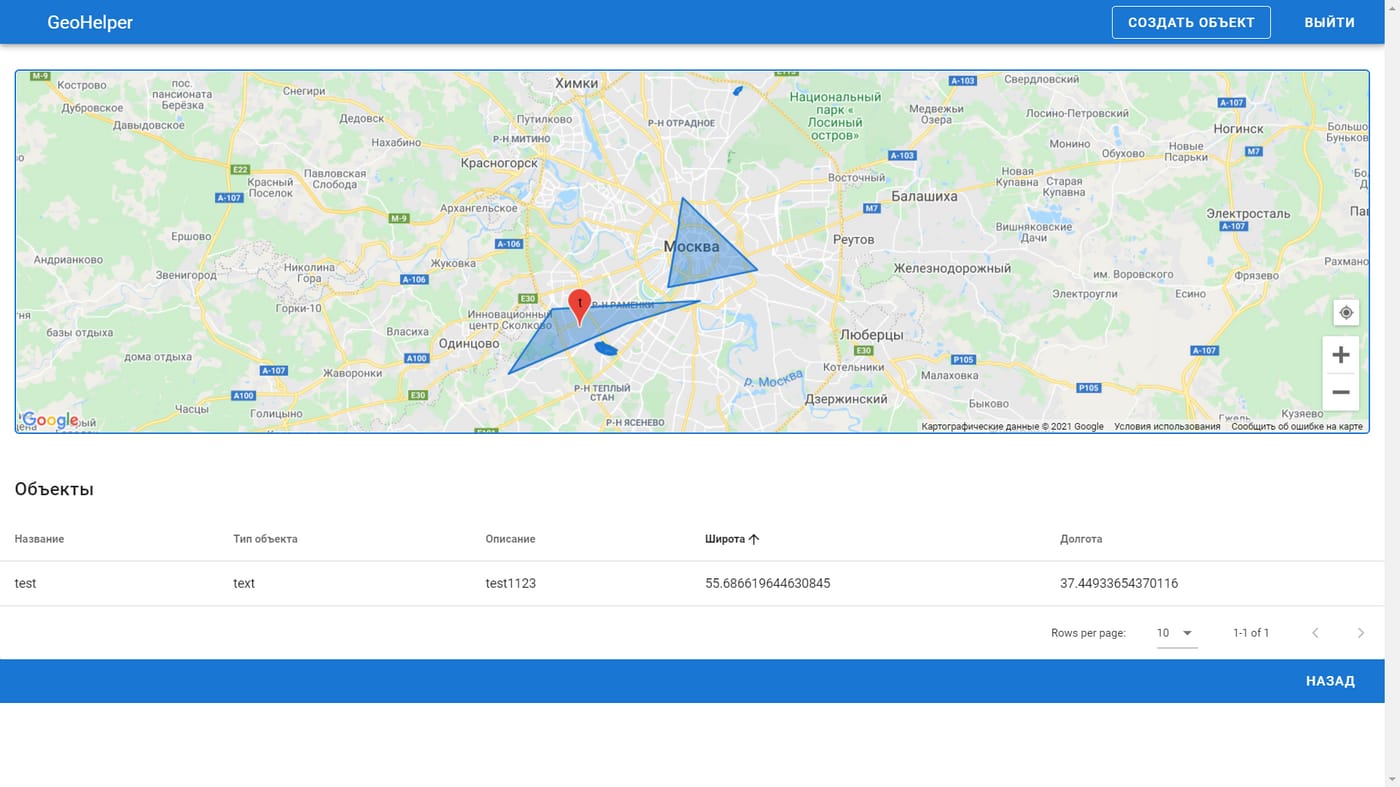 GeoHelper
СОЗДАТЬ ОБЪЕКТ
ВЫЙТИ
M-9
Кострово
пос.
пансионата
Берёзка
Дубровское
Давыдовское
Снегири
Дедовск
Нахабино
Химки
Путилково
Р-Н МИТИНО
Красногорск
Р-Н ОТРАДНОЕ
Национальный
парк «
Лосиный
остров»
А-103
Свердловский
Медвежьи
Озера
Лосино-Петровский
А-107
Ногинск
М7
Большое
Буньково
Монино
Обухово
Новые
Псарьки
E22
Красный
Поселок
А-107
Павловская
Слобода
M-9
Архангельское
А-106
А-103
Восточный
М7
Балашиха
Новая
Купавна
Старая
Купавна
Ершово
Андрианково
Звенигород
Николина
Гора
Жуковка
А-106
Москва
Реутов
Вишняковские
Дачи
Электросталь
А-107
Железнодорожный
им. Воровского
Фрязево
Электроугли
Есино
базы отдыха
дома отдыха
Горки-10
Власиха
E30
Инновационный
центр Сколково
t
Р-Н РАМЕНКИ
Одинцово
А100
А-107
Жаворонки
А100
E30
Часцы
Голицыно
Р-Н ТЕПЛЫЙ
СТАН
Р-Н ЯСЕНЕВО
р. Москва
Люберцы
E30
Котельники
Дзержинский
P105
Малаховка
Быково
P105
А-107
Гжель
Кузяево
Google
Картографические данные © 2021 Google
Условия использования
Сообщить об ошибке на карте
Объекты
Название
Тип объекта
Описание
Широта
Долгота
test
text
test1123
55.686619644630845
37.44933654370116
Rows per page:
10
1-1 of 1
НАЗАД